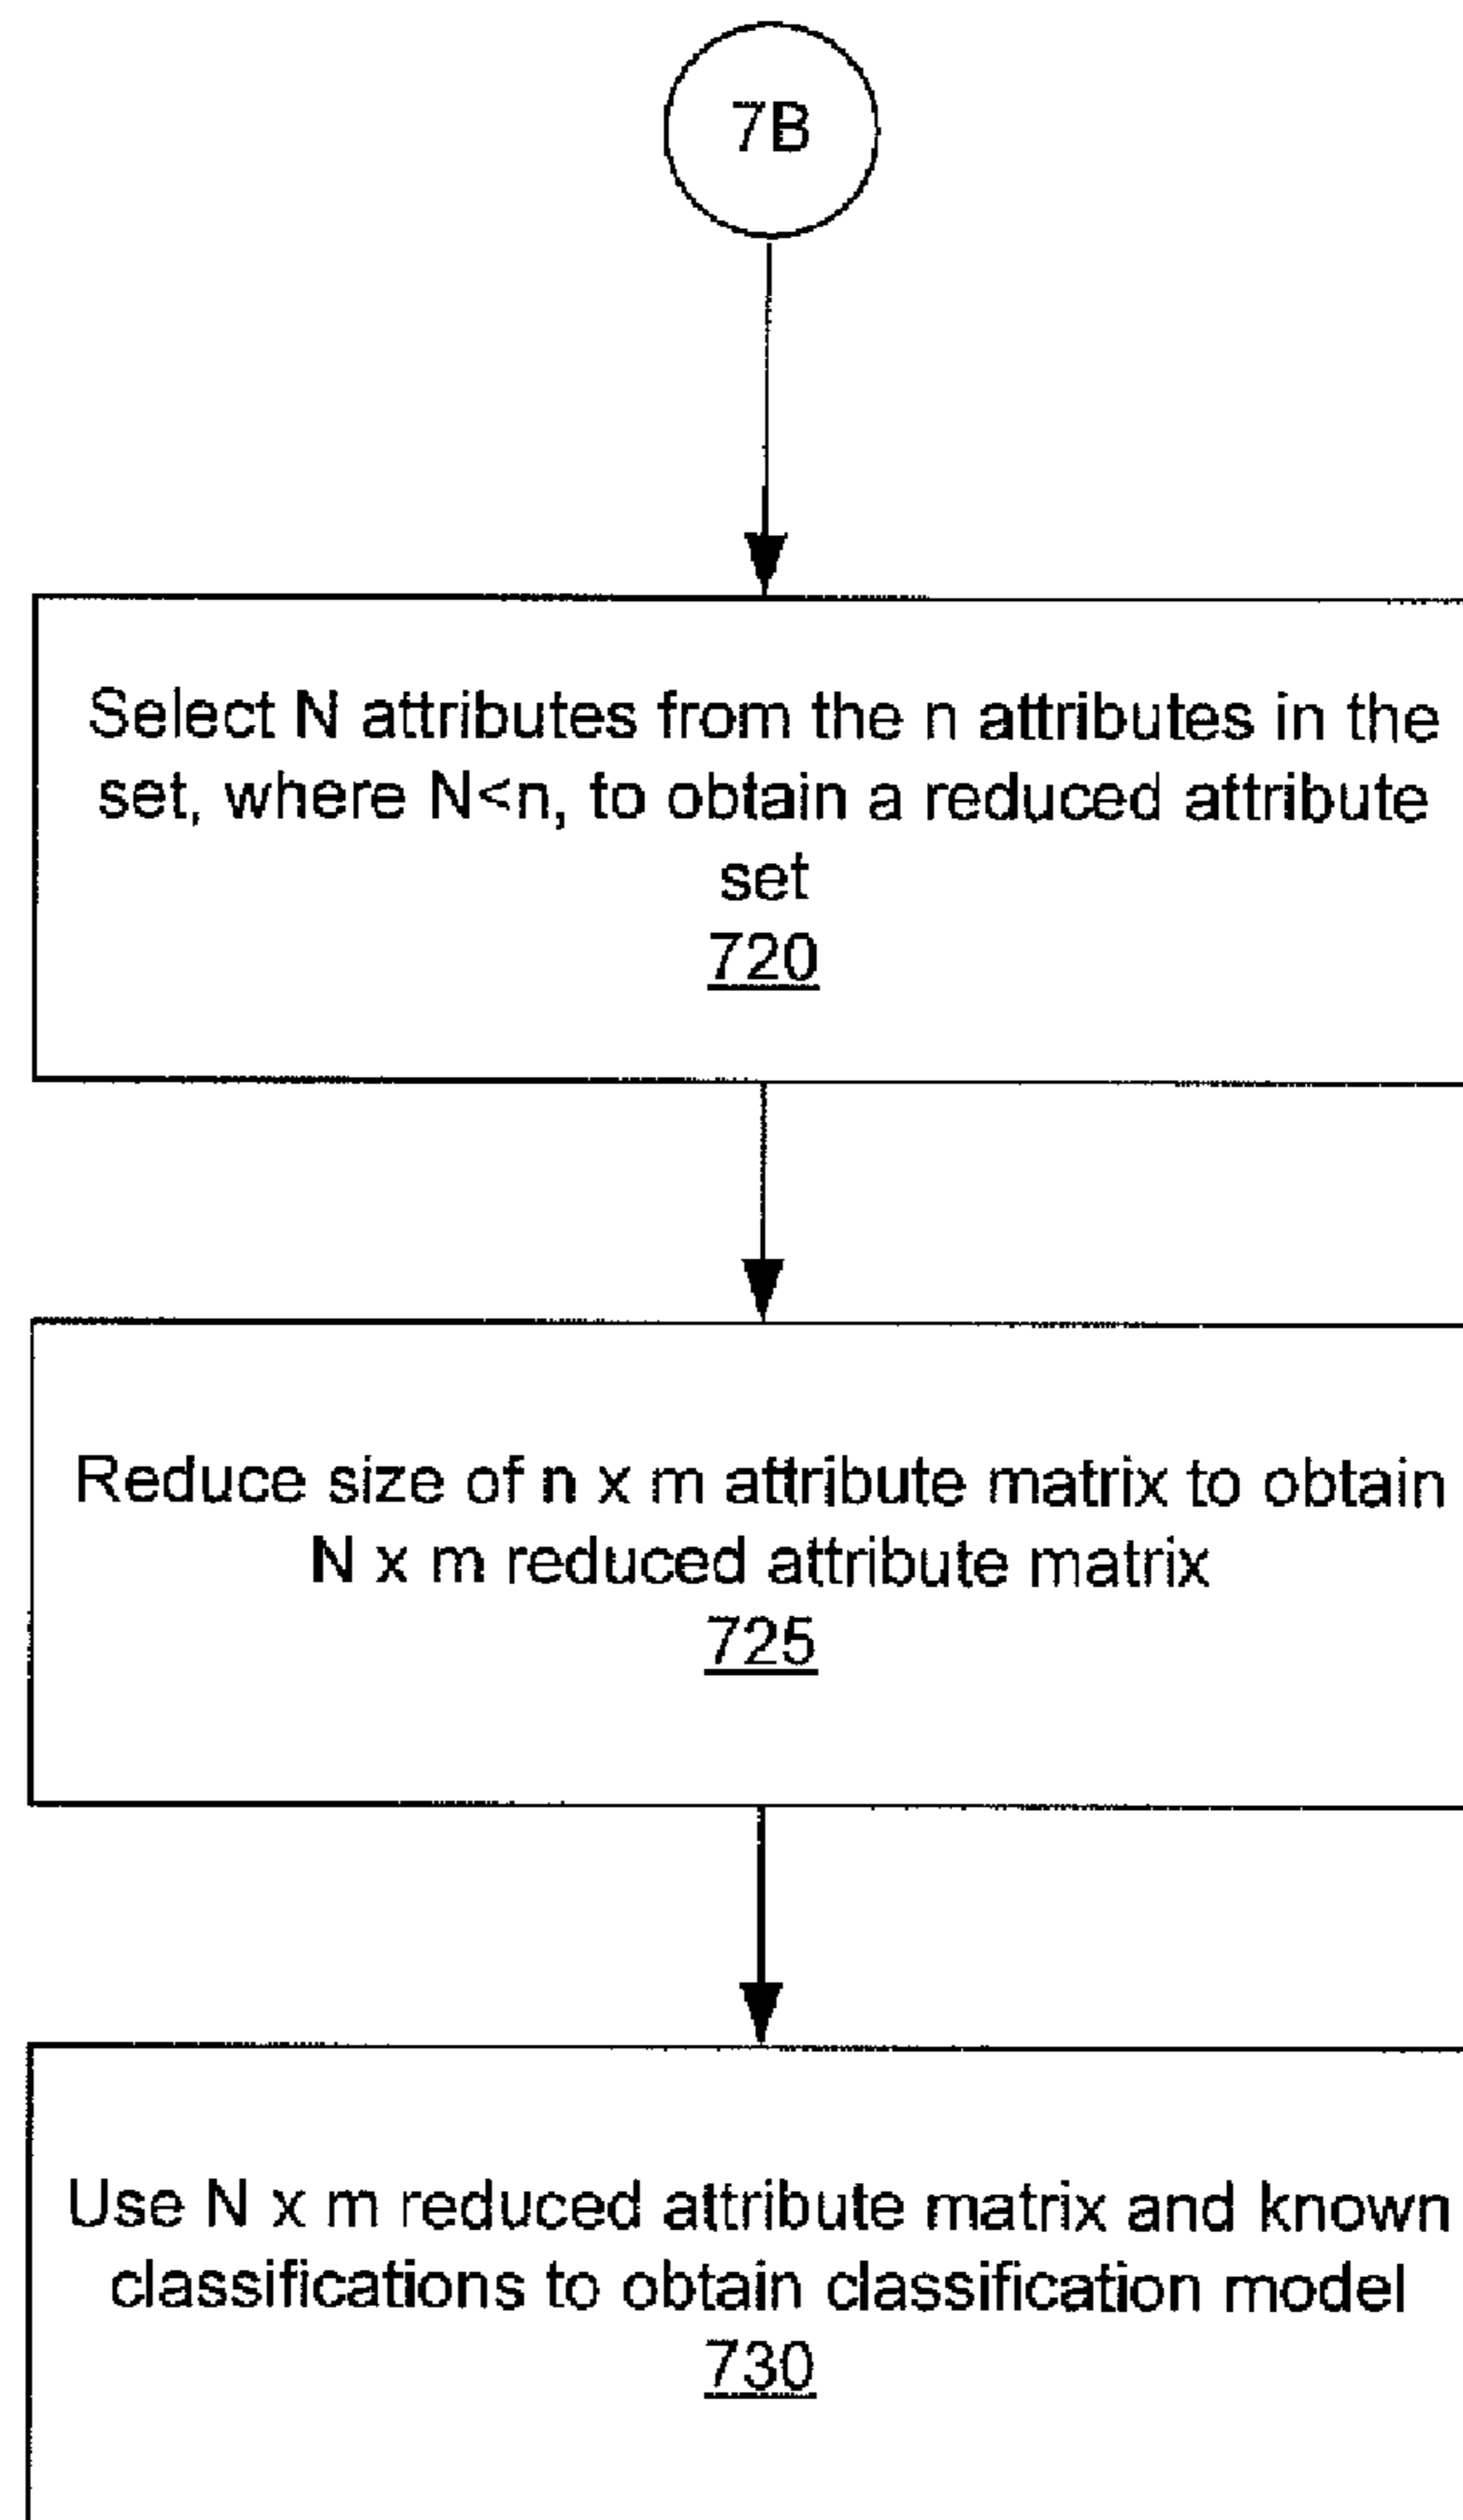 7B
Select N attributes from the n attributes in the
set, where N<n, to obtain a reduced attribute
set
720
Reduce size of n x m attribute matrix to obtain
N x m reduced attribute matrix
725
Use N x m reduced attribute matrix and known
classifications to obtain classification model
730